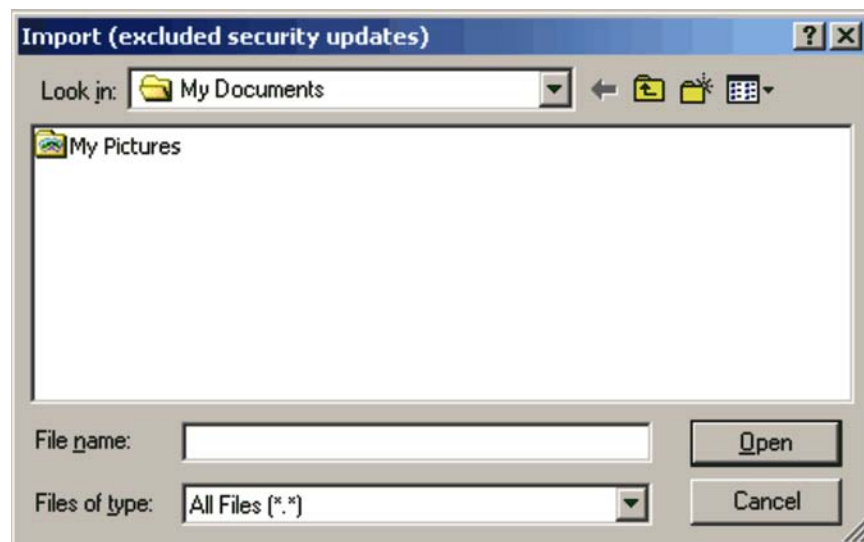 Import (excluded security updates)
Look in: My Documents
My Pictures
File name:
Open
Files of type: All Files (*.*)
Cancel